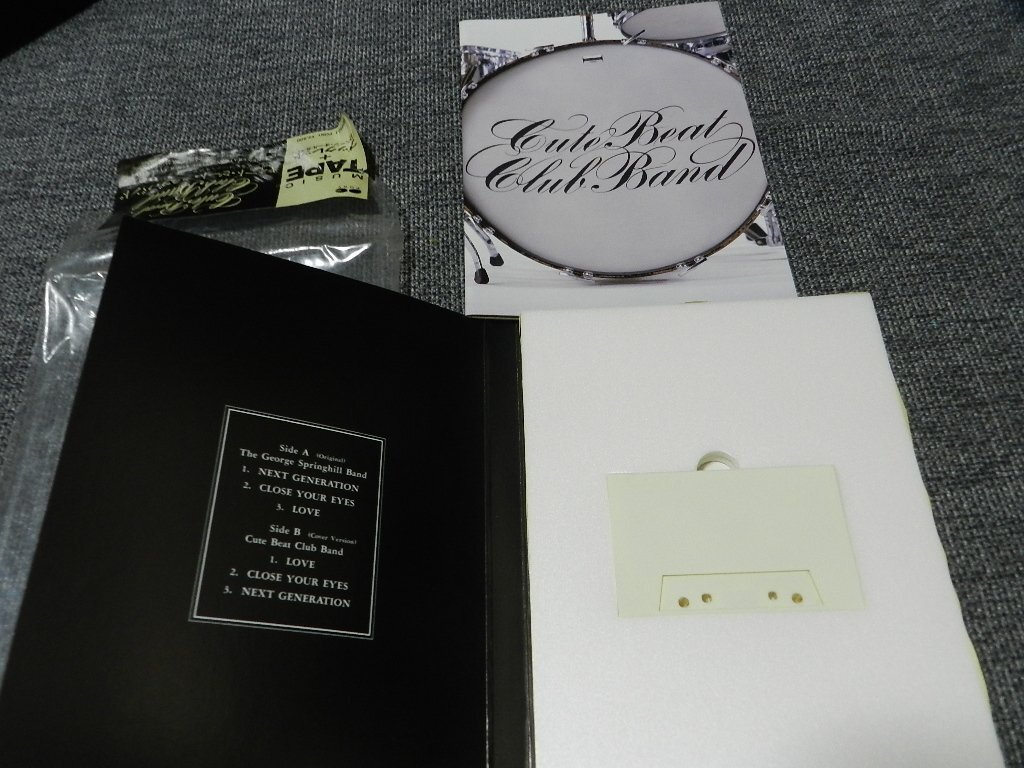 Cute Beat
Club Band
MUSIC
TAPE
+
Side A (Original)
The George Springhill Band
1. NEXT GENERATION
2. CLOSE YOUR EYES
3. LOVE
Side B (Cover Version)
Cute Beat Club Band
1. LOVE
2. CLOSE YOUR EYES
3. NEXT GENERATION